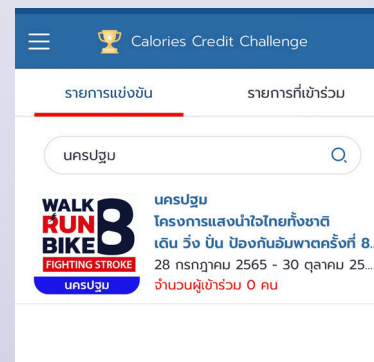 Calories Credit Challenge
รายการแข่งขัน
รายการที่เข้าร่วม
นครปฐม
WALK
RUN
BIKE
8
FIGHTING STROKE
นครปฐม
นครปฐม
โครงการแสงนำใจไทยทั้งชาติ
เดิน วิ่ง ปั่น ป้องกันอัมพาตครั้งที่ 8..
28 กรกฎาคม 2565 - 30 ตุลาคม 25...
จำนวนผู้เข้าร่วม 0 คน